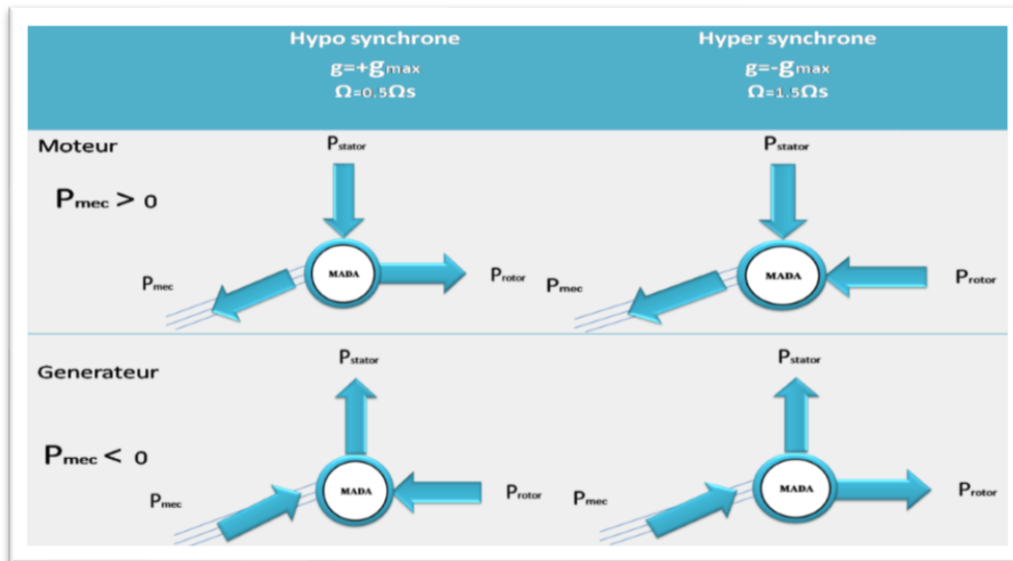 Hypo synchrone
g=+gmax
Ω=0.5Ωs
Hyper synchrone
g=-gmax
Ω=1.5Ωs
Moteur
Pmec > 0
Pstator
MADA
Pmec
Protor
Pstator
MADA
Pmec
Protor
Generateur
Pmec < 0
Pstator
MADA
Pmec
Protor
Pstator
MADA
Pmec
Protor